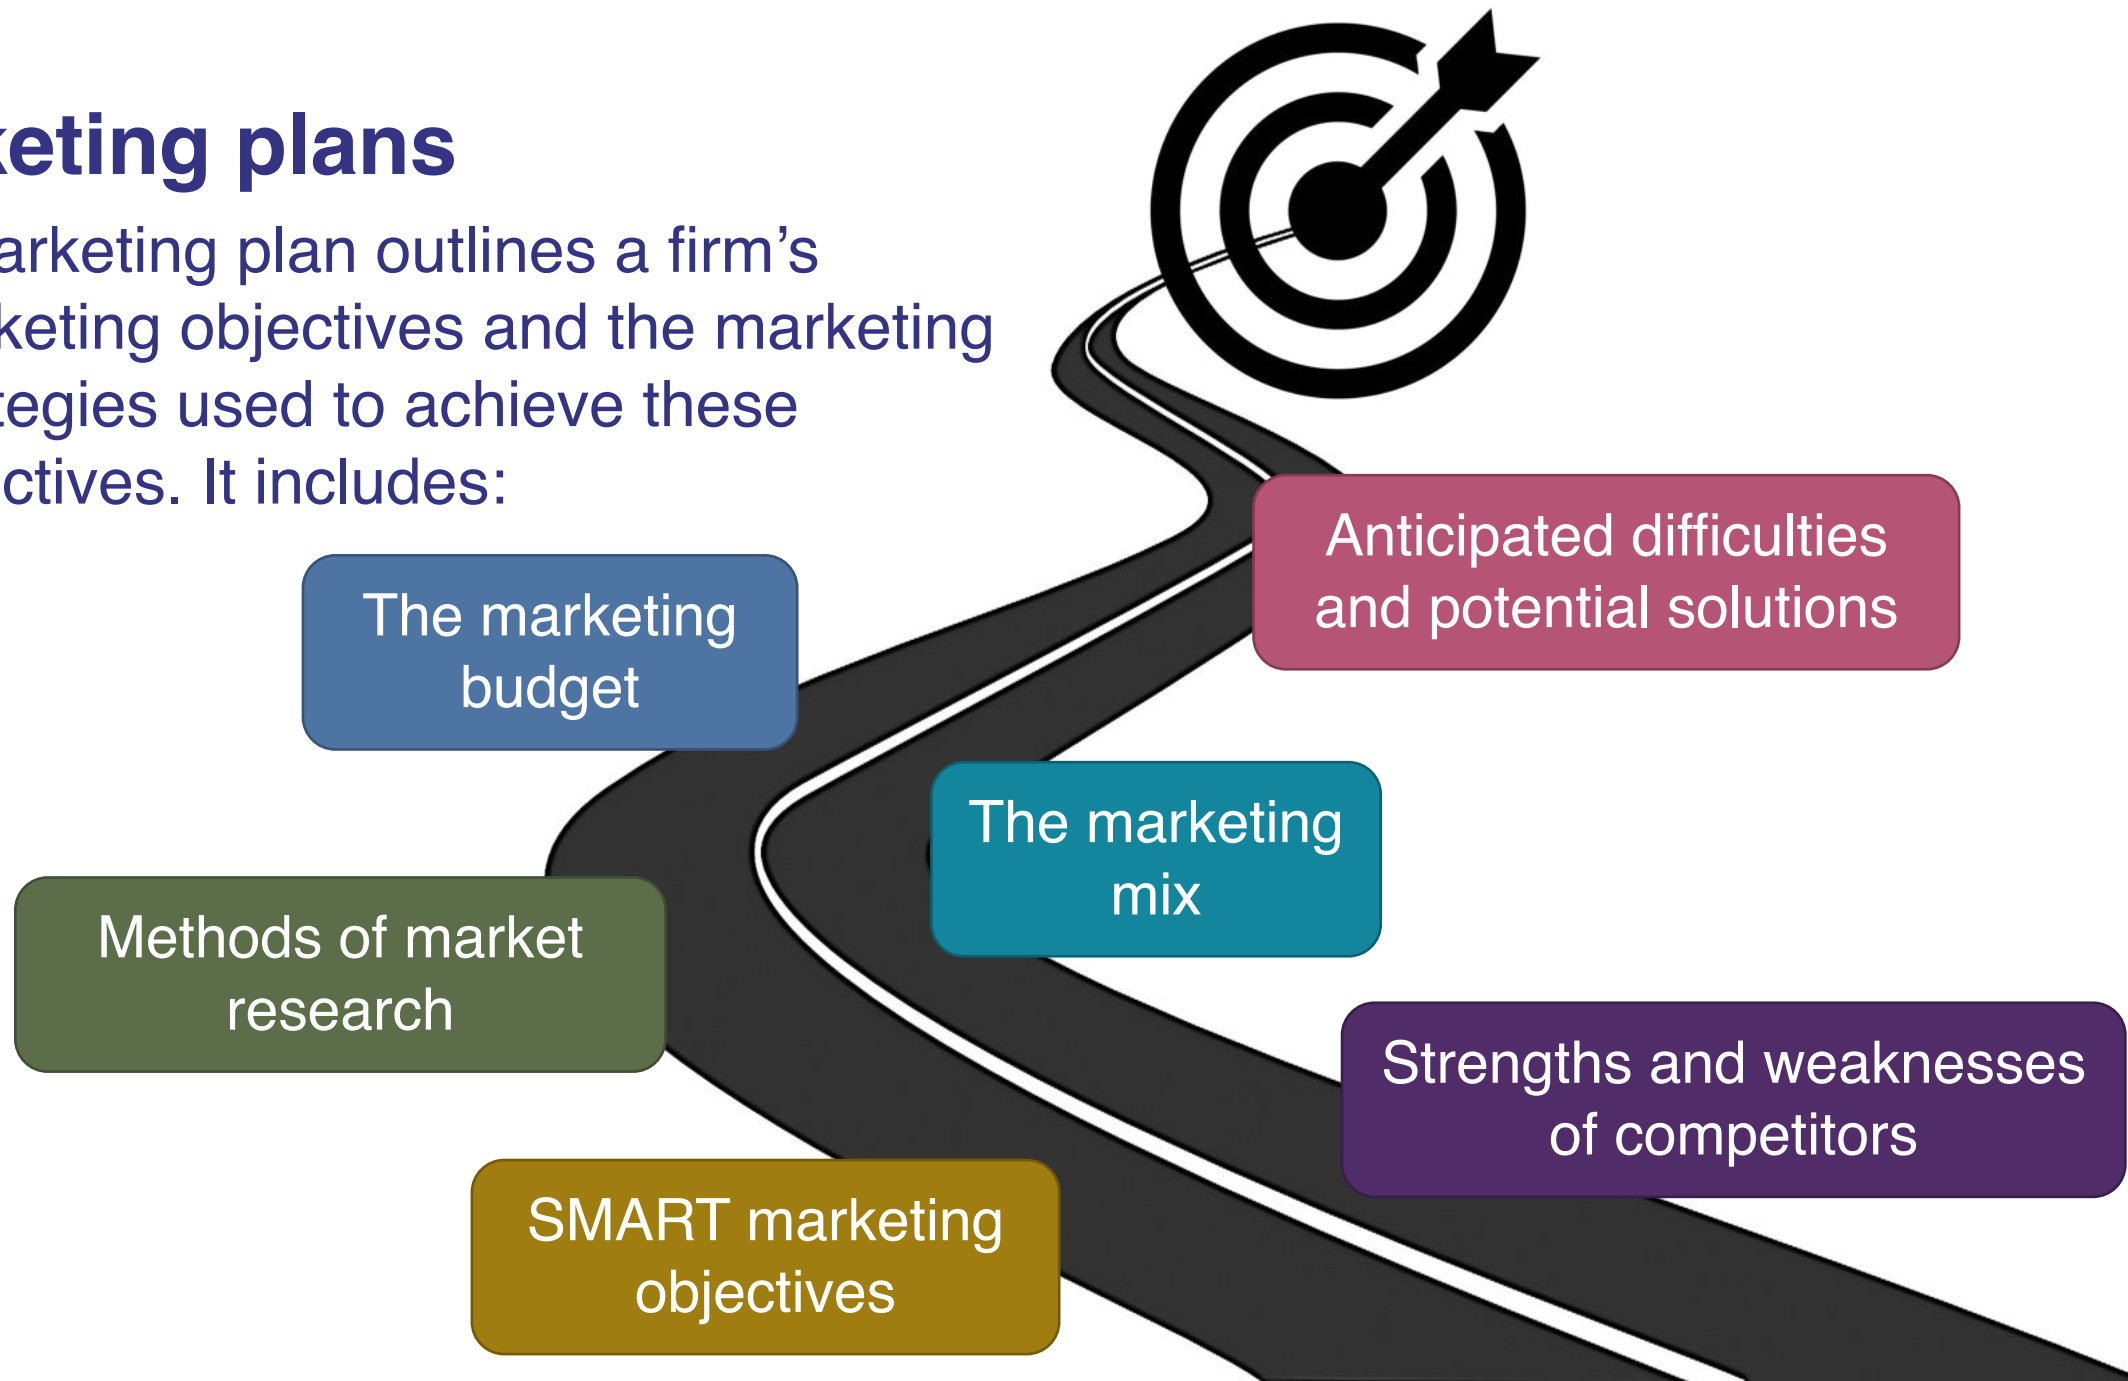 keting plans
arketing plan outlines a firm’s
keting objectives and the marketing
tegies used to achieve these
ctives. It includes:
Anticipated difficulties
and potential solutions
The marketing
budget
The marketing
mix
Methods of market
research
Strengths and weaknesses
of competitors
SMART marketing
objectives